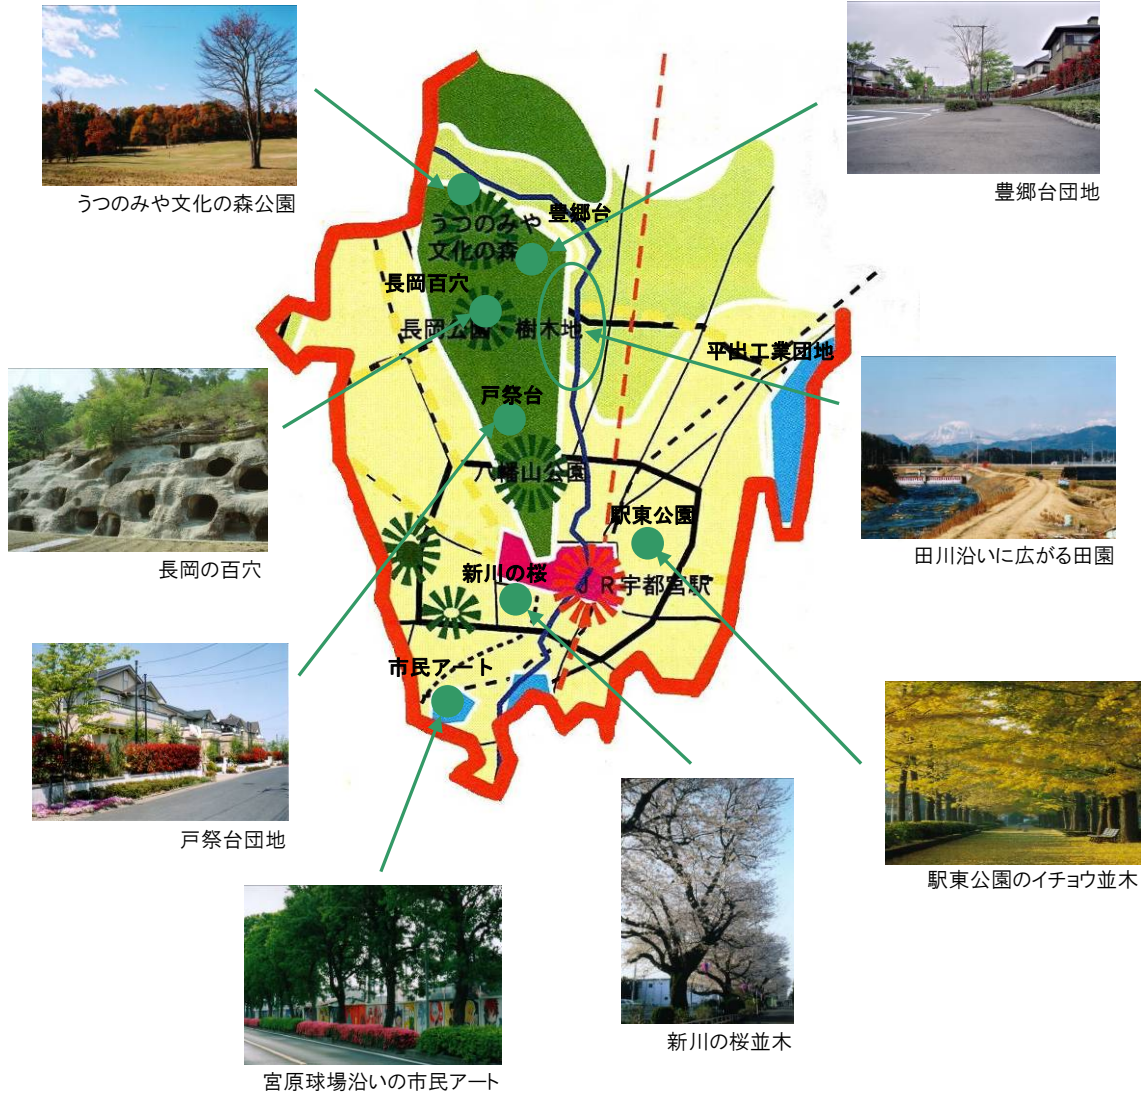 うつのみや文化の森公園
豊郷台団地
豊郷台
うつのみや
文化の森
長岡百穴
長岡公園 樹木地
平出工業団地
戸祭台
長岡の百穴
八幡山公園
駅東公園
田川沿いに広がる田園
新川の桜
JR宇都宮駅
市民アート
戸祭台団地
駅東公園のイチョウ並木
新川の桜並木
宮原球場沿いの市民アート